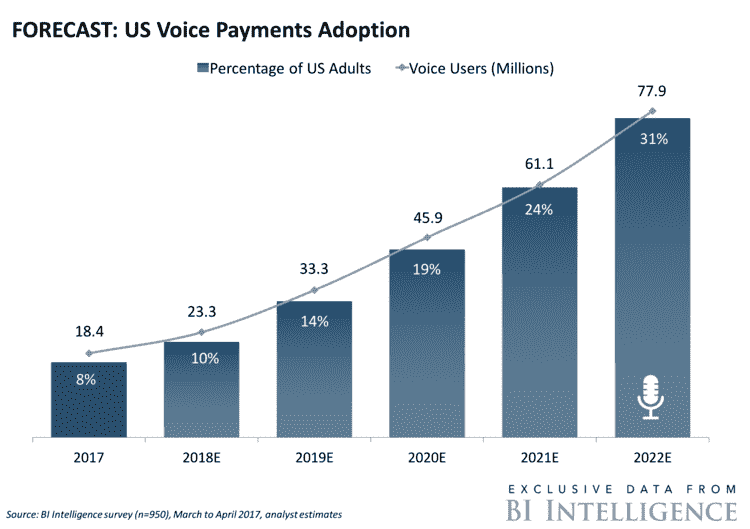 FORECAST: US Voice Payments Adoption
Percentage of US Adults Voice Users (Millions)
77.9
31%
61.1
24%
45.9
19%
33.3
14%
23.3
10%
18.4
8%
2017 2018E 2019E 2020E 2021E 2022E
EXCLUSIVE DATA FROM
BI INTELLIGENCE
Source: BI Intelligence survey (n=950), March to April 2017, analyst estimates